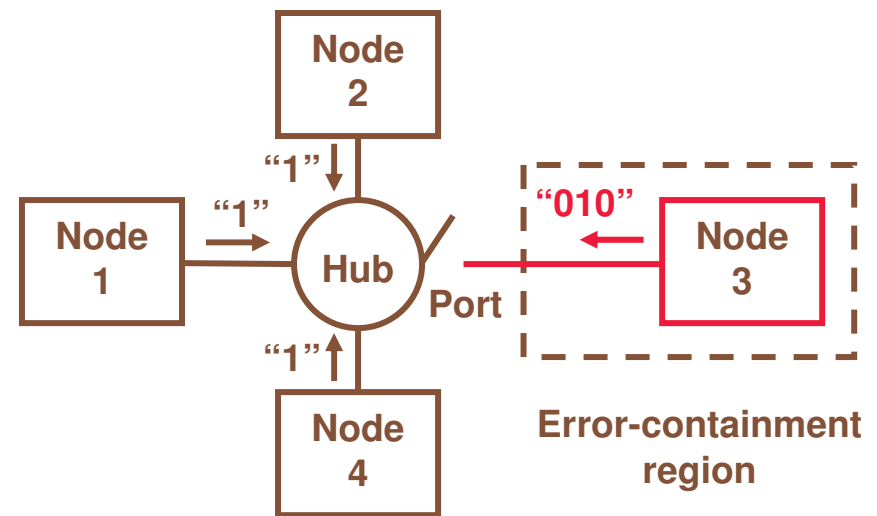 Node
2
“1”
“1”
“010”
Node
1
Hub
Node
3
Port
“1”
Node
4
Error-containment
region